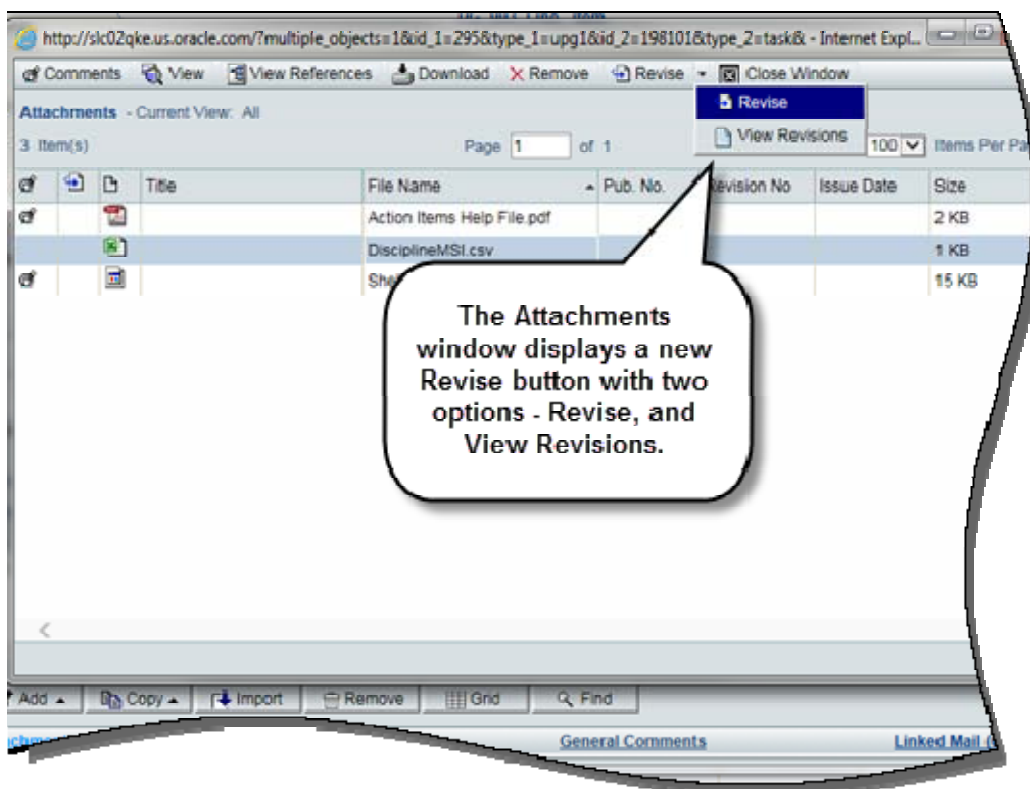 http://slc02qke.us.oracle.com/?multiple_objects=1&id_1=295&type_1=upg1&id_2=198101&type_2=task& - Internet Expl...
Comments View View References Download Remove Revise Close Window
Revise
View Revisions
Attachments - Current View: All
3 Item(s) Page 1 of 1 100 Items Per Pa
Title File Name Pub. No. Revision No Issue Date Size
Action Items Help File.pdf 2 KB
DisciplineMSI.csv 1 KB
15 KB
The Attachments
window displays a new
Revise button with two
options - Revise, and
View Revisions.
Add Copy Import Remove Grid Find
General Comments Linked Mail